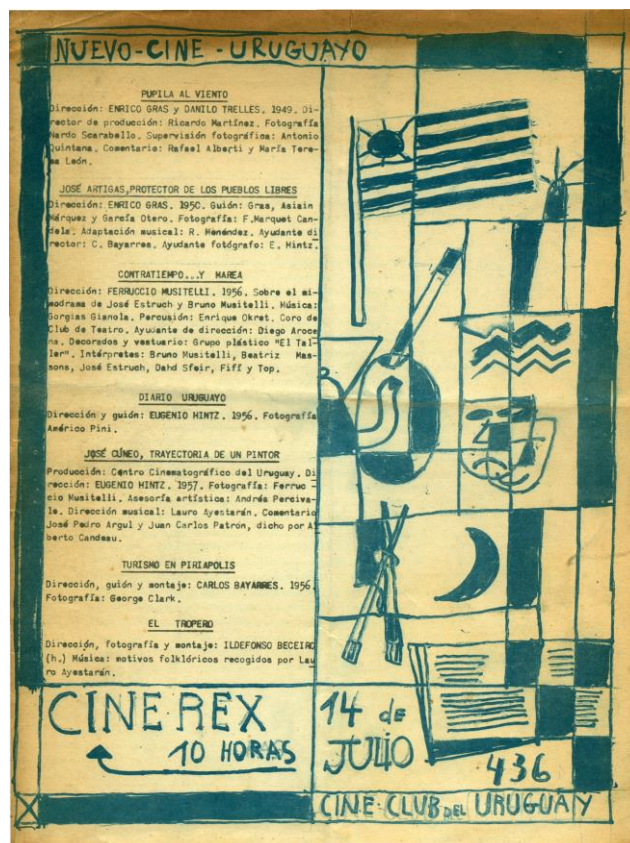 NUEVO-CINE-URUGUAYO
PUPILA AL VIENTO
Dirección: ENRICO GRAS y DANILO TRELLES. 1949. Di-
rector de producción: Ricardo Martínez. Fotografía
Nardo Scarabello. Supervisión fotográfica: Antonio
Quintana. Comentario: Rafael Alberti y María Tere-
sa León.
JOSÉ ARTIGAS,PROTECTOR DE LOS PUEBLOS LIBRES
Dirección: ENRICO GRAS. 1950. Guión: Gras, Asiain
Márquez y García Otero. Fotografía: F.Marquet Can-
dela. Adaptación musical: R. Menéndez. Ayudante di
rector: C. Bayarres. Ayudante fotógrafo: E. Hintz.
CONTRATIEMPO...Y MAREA
Dirección: FERRUCCIO MUSITELLI. 1956. Sobre el mi-
modrama de José Estruch y Bruno Musitelli. Música:
Gorgias Gianola. Percusión: Enrique Okret. Coro de
Club de Teatro. Ayudante de dirección: Diego Aroce
na. Decorados y vestuario: Grupo plástico "El Tal-
ler". Intérpretes: Bruno Musitelli, Beatriz Mas-
sons, José Estruch, Dahd Sfeir, Fiff y Top.
DIARIO URUGUAYO
Dirección y guión: EUGENIO HINTZ. 1956. Fotografía
Américo Pini.
JOSÉ CÚNEO, TRAYECTORIA DE UN PINTOR
Producción: Centro Cinematográfico del Uruguay. Di
rección: EUGENIO HINTZ. 1957. Fotografía: Ferruc -
cio Musitelli. Asesoría artística: Andrés Perciva-
le. Dirección musical: Lauro Ayestarán. Comentario
José Pedro Argul y Juan Carlos Patrón, dicho por A
berto Candeau.
TURISMO EN PIRIAPOLIS
Dirección, guión y montaje: CARLOS BAYARRES. 1956.
Fotografía: George Clark.
EL TROPERO
Dirección, fotografía y montaje: ILDEFONSO BECEIRO
(h.) Música: motivos folklóricos recogidos por Lau
ro Ayestarán.
CINE REX
10 HORAS
14 de
JULIO
436
CINE CLUB DEL URUGUAY